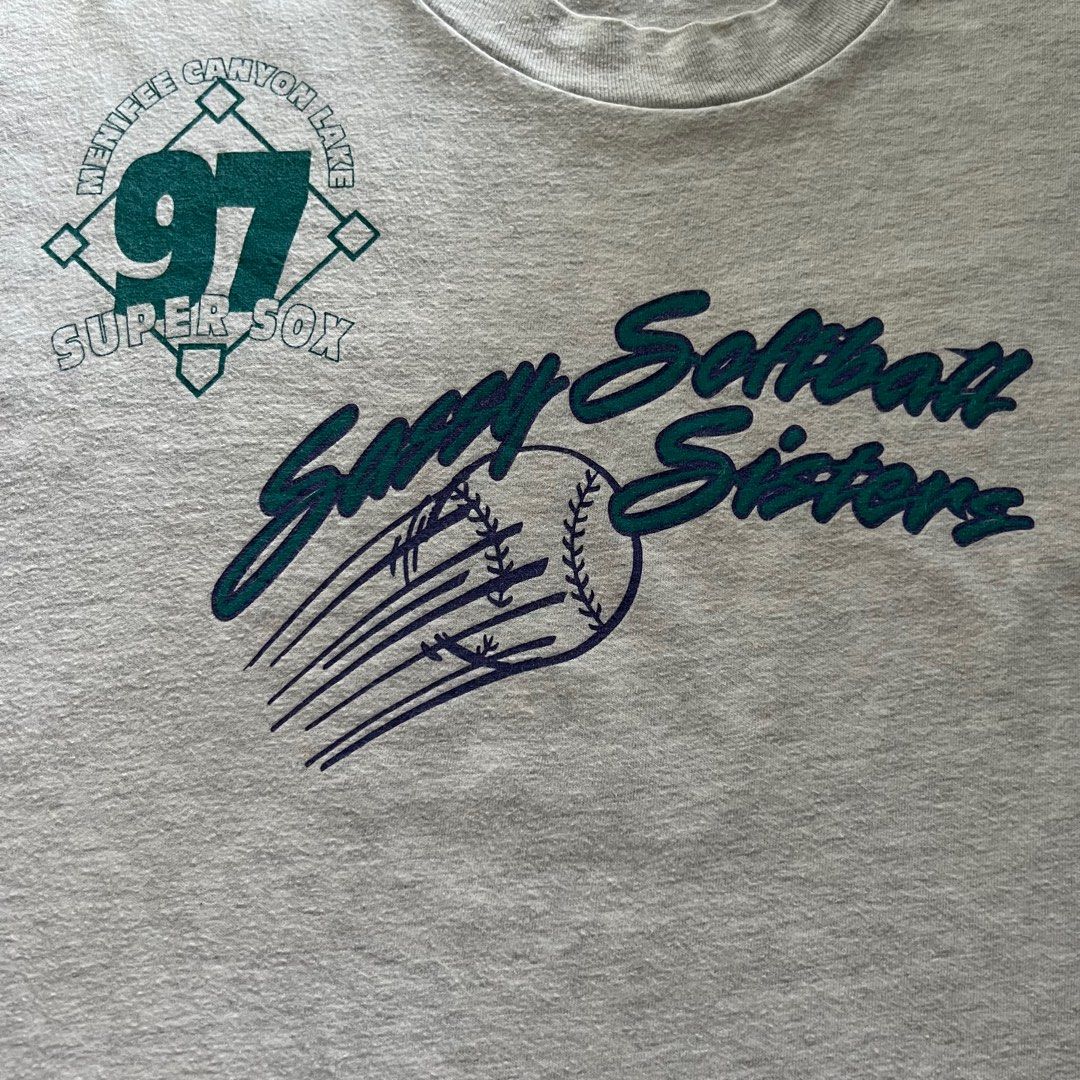 MENIFEE CANYON LAKE
97
SUPER SOX
Sassy Softball
Sisters